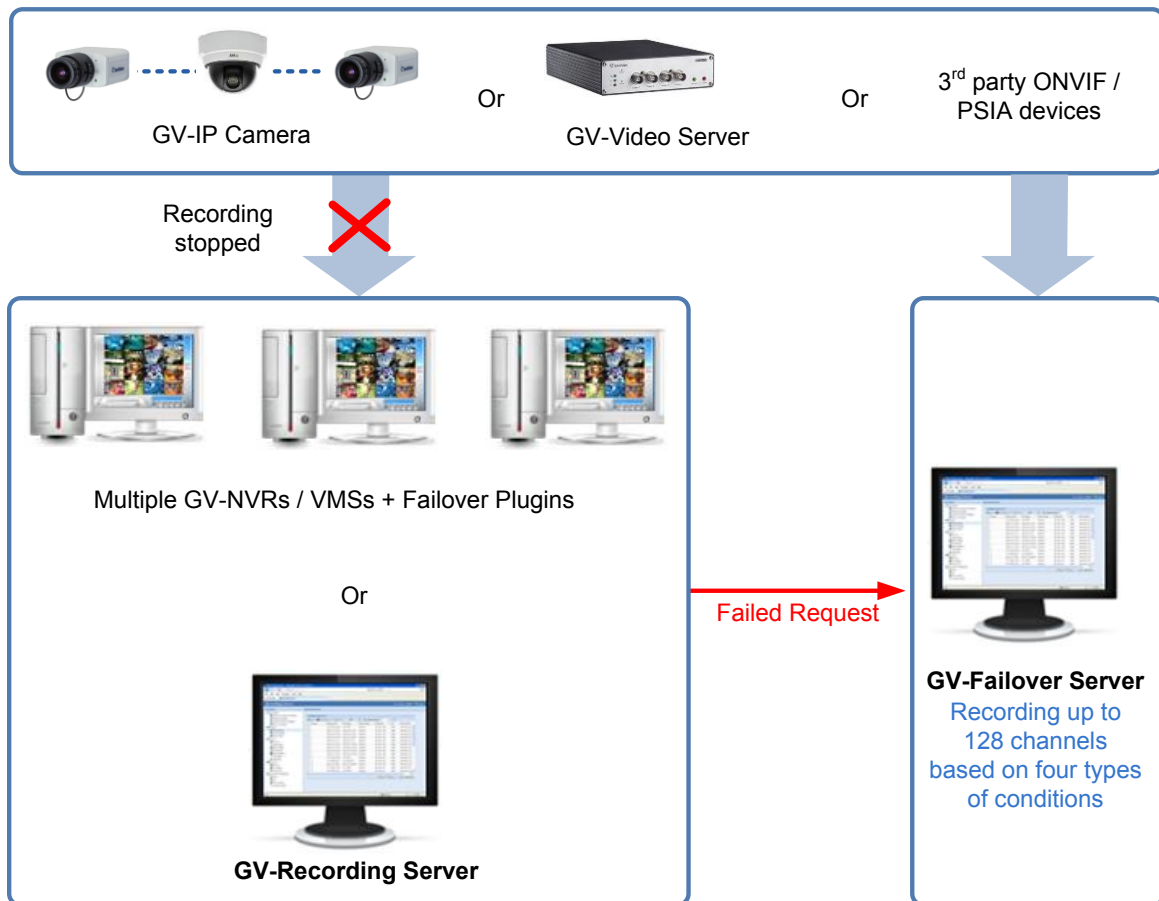 GV-IP Camera
Or
GV-Video Server
Or
3rd party ONVIF /
PSIA devices
Recording
stopped
Multiple GV-NVRs / VMSs + Failover Plugins
Or
GV-Recording Server
Failed Request
GV-Failover Server
Recording up to
128 channels
based on four types
of conditions